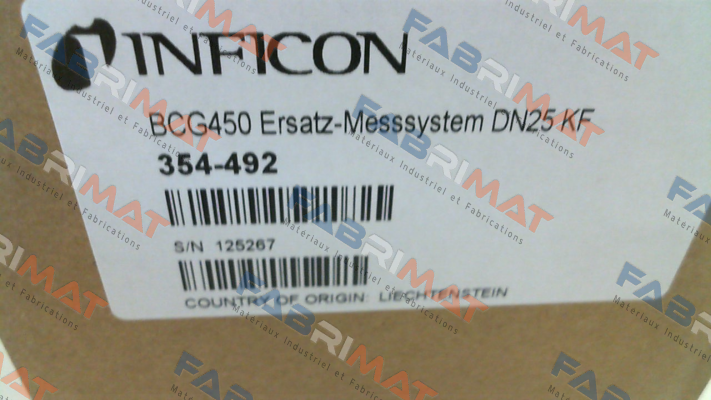 INFICON
BCG450 Ersatz-Messsystem DN25 KF
354-492
S/N 125267
COUNTRY OF ORIGIN: LIECHTENSTEIN
FABRIMAT
Matériaux Industriel et Fabrications